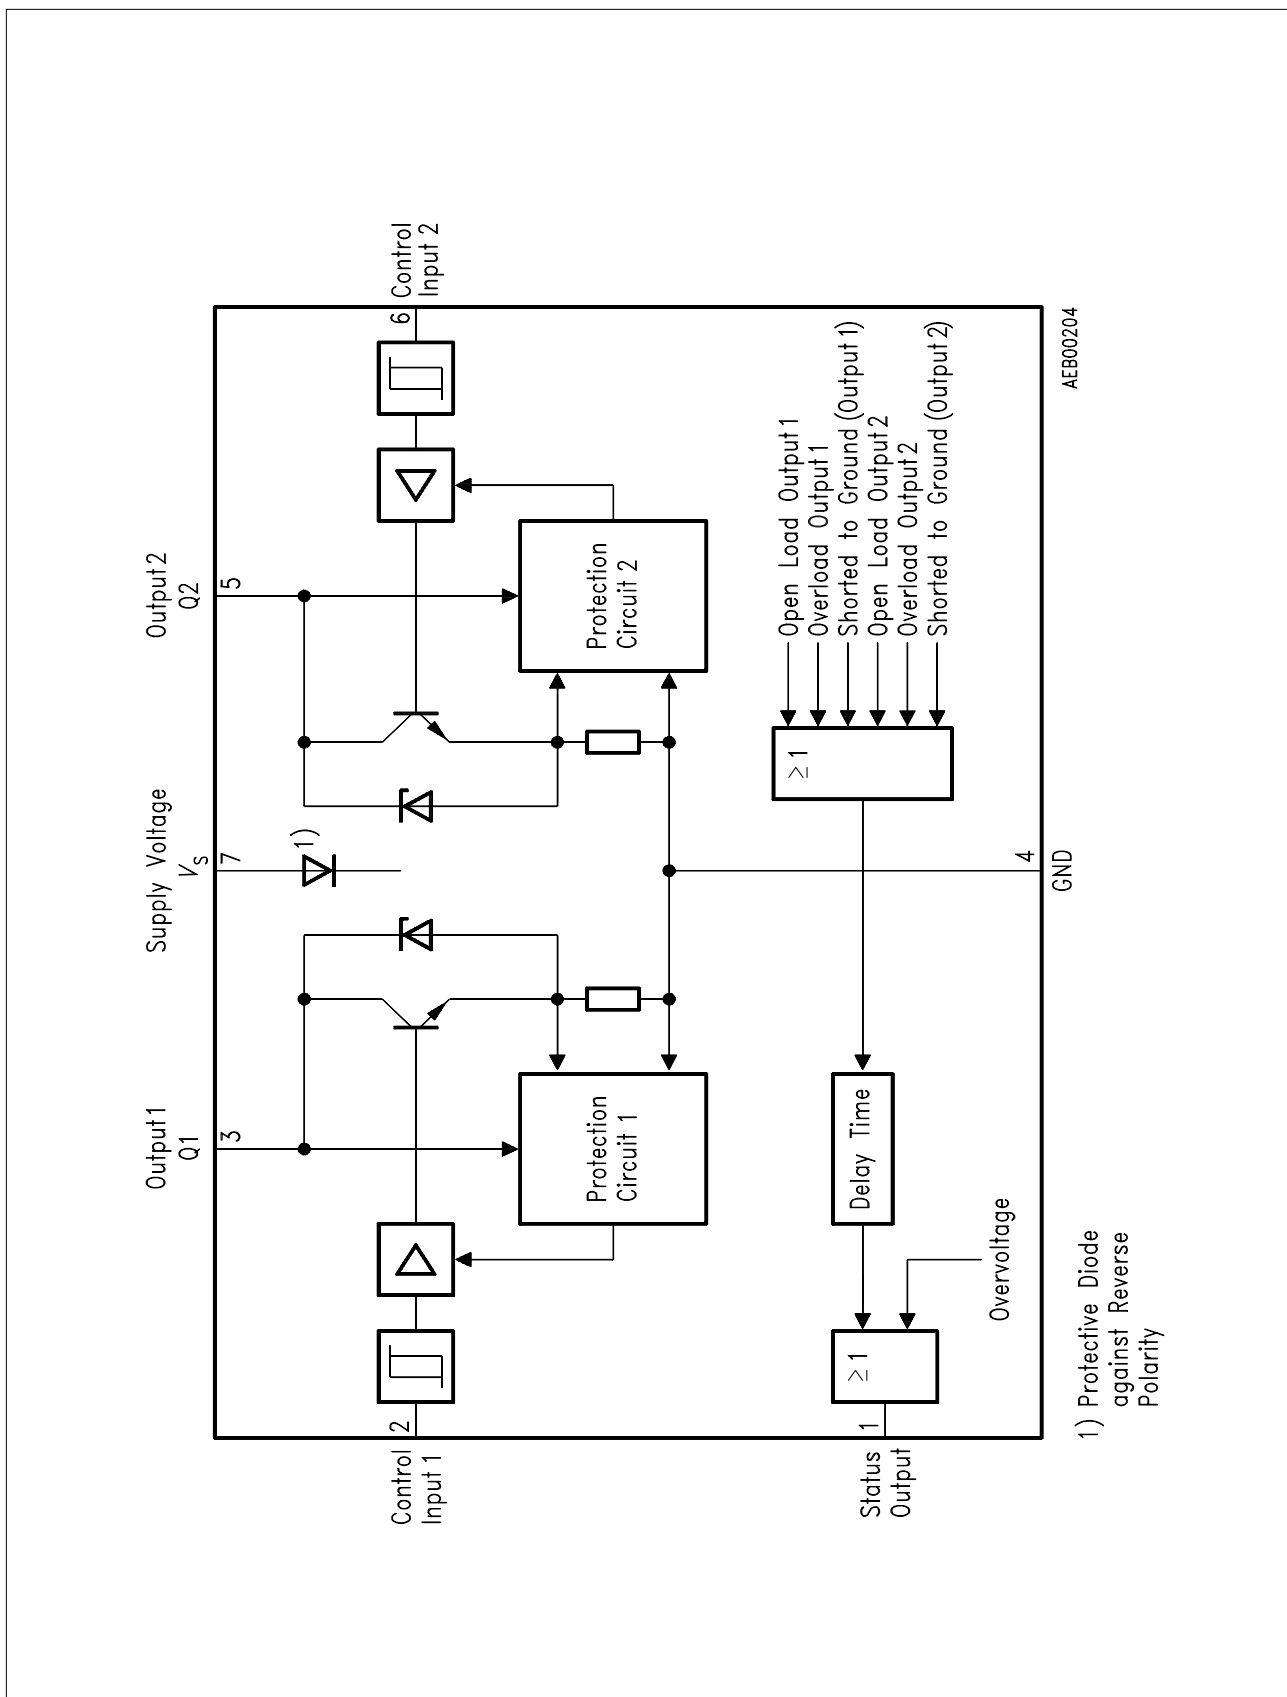 Output 1
Q1
3
Supply Voltage
VS
7
1)
Output 2
Q2
5
Control
Input 1
2
6
Control
Input 2
Protection
Circuit 1
Protection
Circuit 2
Status
Output
1
≥1
Delay Time
Overvoltage
≥1
Open Load Output 1
Overload Output 1
Shorted to Ground (Output 1)
Open Load Output 2
Overload Output 2
Shorted to Ground (Output 2)
4
GND
1) Protective Diode
against Reverse
Polarity
AEB00204